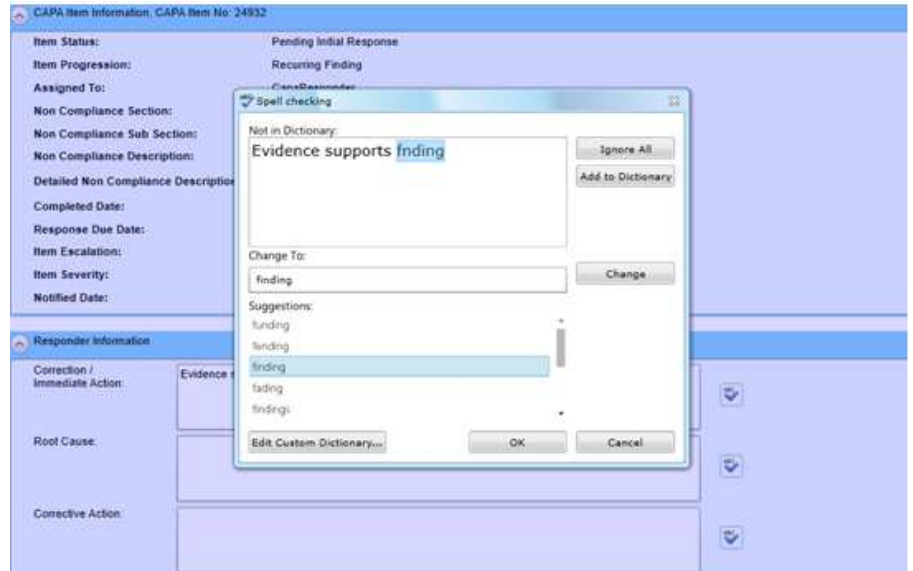 CAPA Item Information, CAPA Item No: 24932
Item Status: Pending Initial Response
Item Progression: Recurring Finding
Assigned To: CapaResponder
Non Compliance Section:
Non Compliance Sub Section:
Non Compliance Description:
Detailed Non Compliance Description
Completed Date:
Response Due Date:
Item Escalation:
Item Severity:
Notified Date:
Spell checking
Not in Dictionary:
Evidence supports fnding
Ignore All
Add to Dictionary
Change To:
finding
Change
Suggestions:
funding
fending
finding
fading
findings
Edit Custom Dictionary...
OK
Cancel
Responder Information
Correction /
Immediate Action:
Evidence
Root Cause:
Corrective Action: